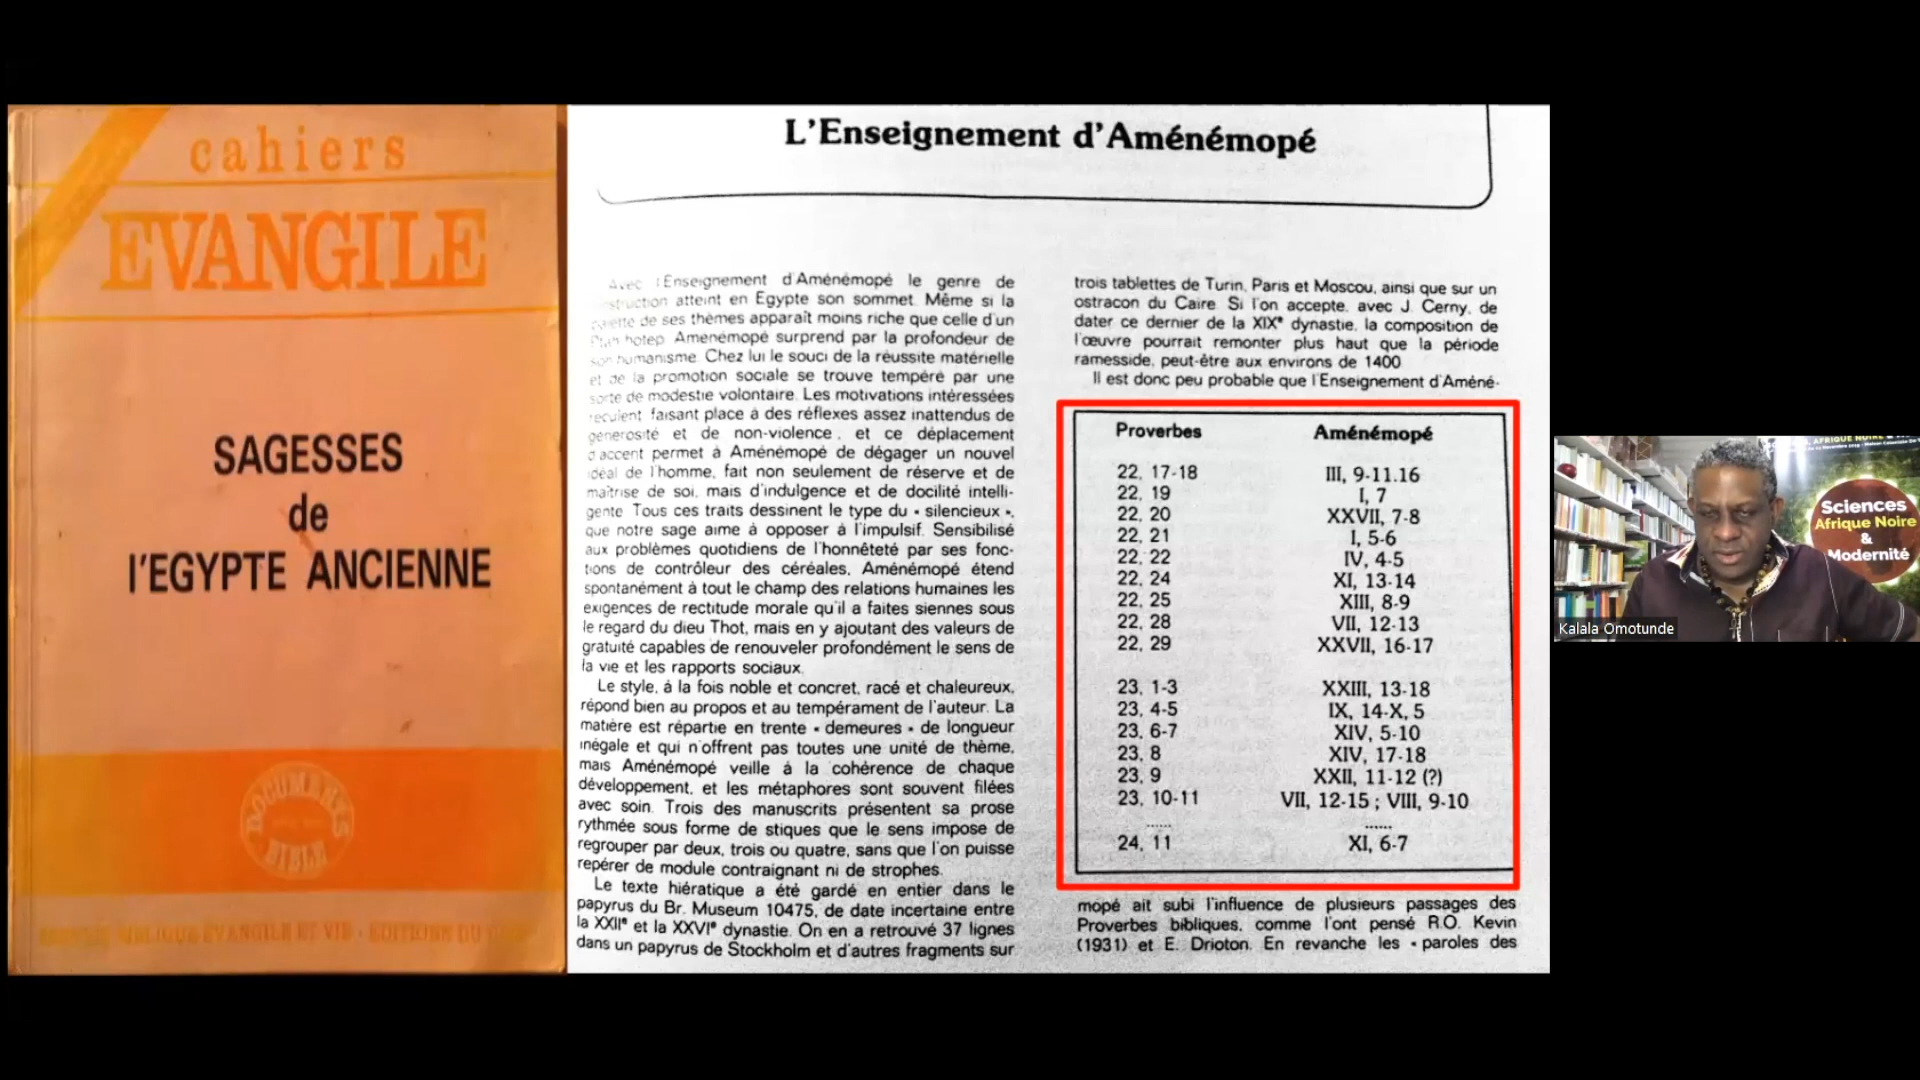 cahiers
EVANGILE
SAGESSES
de
l'EGYPTE ANCIENNE
DOCUMENTS
BIBLE
L'Enseignement d'Aménémopé
Avec l'Enseignement d'Aménémopé le genre de
atteint en Egypte son sommet. Même si la
de ses thèmes apparaît moins riche que celle d'un
hotep. Aménémopé surprend par la profondeur de
son humanisme. Chez lui le souci de la réussite matérielle
et de la promotion sociale se trouve tempéré par une
sorte de modestie volontaire. Les motivations intéressées
reculent faisant place à des réflexes assez inattendus de
générosité et de non-violence, et ce déplacement
d'accent permet à Aménémopé de dégager un nouvel
idéal de l'homme, fait non seulement de réserve et de
maîtrise de soi, mais d'indulgence et de docilité intelli-
gente. Tous ces traits dessinent le type du « silencieux »,
que notre sage aime à opposer à l'impulsif. Sensibilisé
aux problèmes quotidiens de l'honnêteté par ses fonc-
tions de contrôleur des céréales, Aménémopé étend
spontanément à tout le champ des relations humaines les
exigences de rectitude morale qu'il a faites siennes sous
le regard du dieu Thot, mais en y ajoutant des valeurs de
gratuité capables de renouveler profondément le sens de
la vie et les rapports sociaux.
Le style, à la fois noble et concret, racé et chaleureux,
répond bien au propos et au tempérament de l'auteur. La
matière est répartie en trente « demeures » de longueur
inégale et qui n'offrent pas toutes une unité de thème,
mais Aménémopé veille à la cohérence de chaque
développement, et les métaphores sont souvent filées
avec soin. Trois des manuscrits présentent sa prose
rythmée sous forme de stiques que le sens impose de
regrouper par deux, trois ou quatre, sans que l'on puisse
repérer de module contraignant ni de strophes.
Le texte hiératique a été gardé en entier dans le
papyrus du Br. Museum 10475, de date incertaine entre
la XXIIe et la XXVIe dynastie. On en a retrouvé 37 lignes
dans un papyrus de Stockholm et d'autres fragments sur
trois tablettes de Turin, Paris et Moscou, ainsi que sur un
ostracon du Caire. Si l'on accepte, avec J. Cerny, de
dater ce dernier de la XIXe dynastie, la composition de
l'œuvre pourrait remonter plus haut que la période
ramesside, peut-être aux environs de 1400
Il est donc peu probable que l'Enseignement d'Améné-
Proverbes Aménémopé
22, 17-18 III, 9-11.16
22, 19 I, 7
22, 20 XXVII, 7-8
22, 21 I, 5-6
22, 22 IV, 4-5
22, 24 XI, 13-14
22, 25 XIII, 8-9
22, 28 VII, 12-13
22, 29 XXVII, 16-17
23, 1-3 XXIII, 13-18
23, 4-5 IX, 14-X, 5
23, 6-7 XIV, 5-10
23, 8 XIV, 17-18
23, 9 XXII, 11-12 (?)
23, 10-11 VII, 12-15 ; VIII, 9-10
...... ......
24, 11 XI, 6-7
mopé ait subi l'influence de plusieurs passages des
Proverbes bibliques, comme l'ont pensé R.O. Kevin
(1931) et E. Drioton. En revanche les « paroles des
AFRIQUE NOIRE
Sciences
Afrique Noire
&
Modernité
Kalala Omotunde